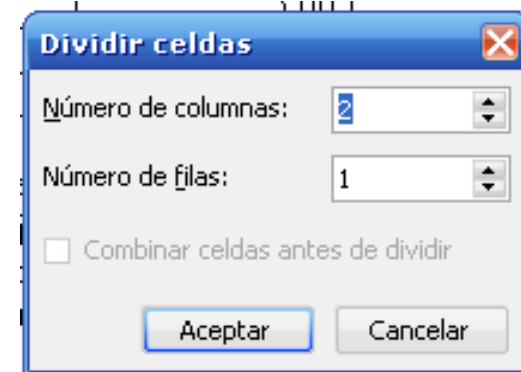 Dividir celdas
Número de columnas: 2
Número de filas: 1
Combinar celdas antes de dividir
Aceptar Cancelar